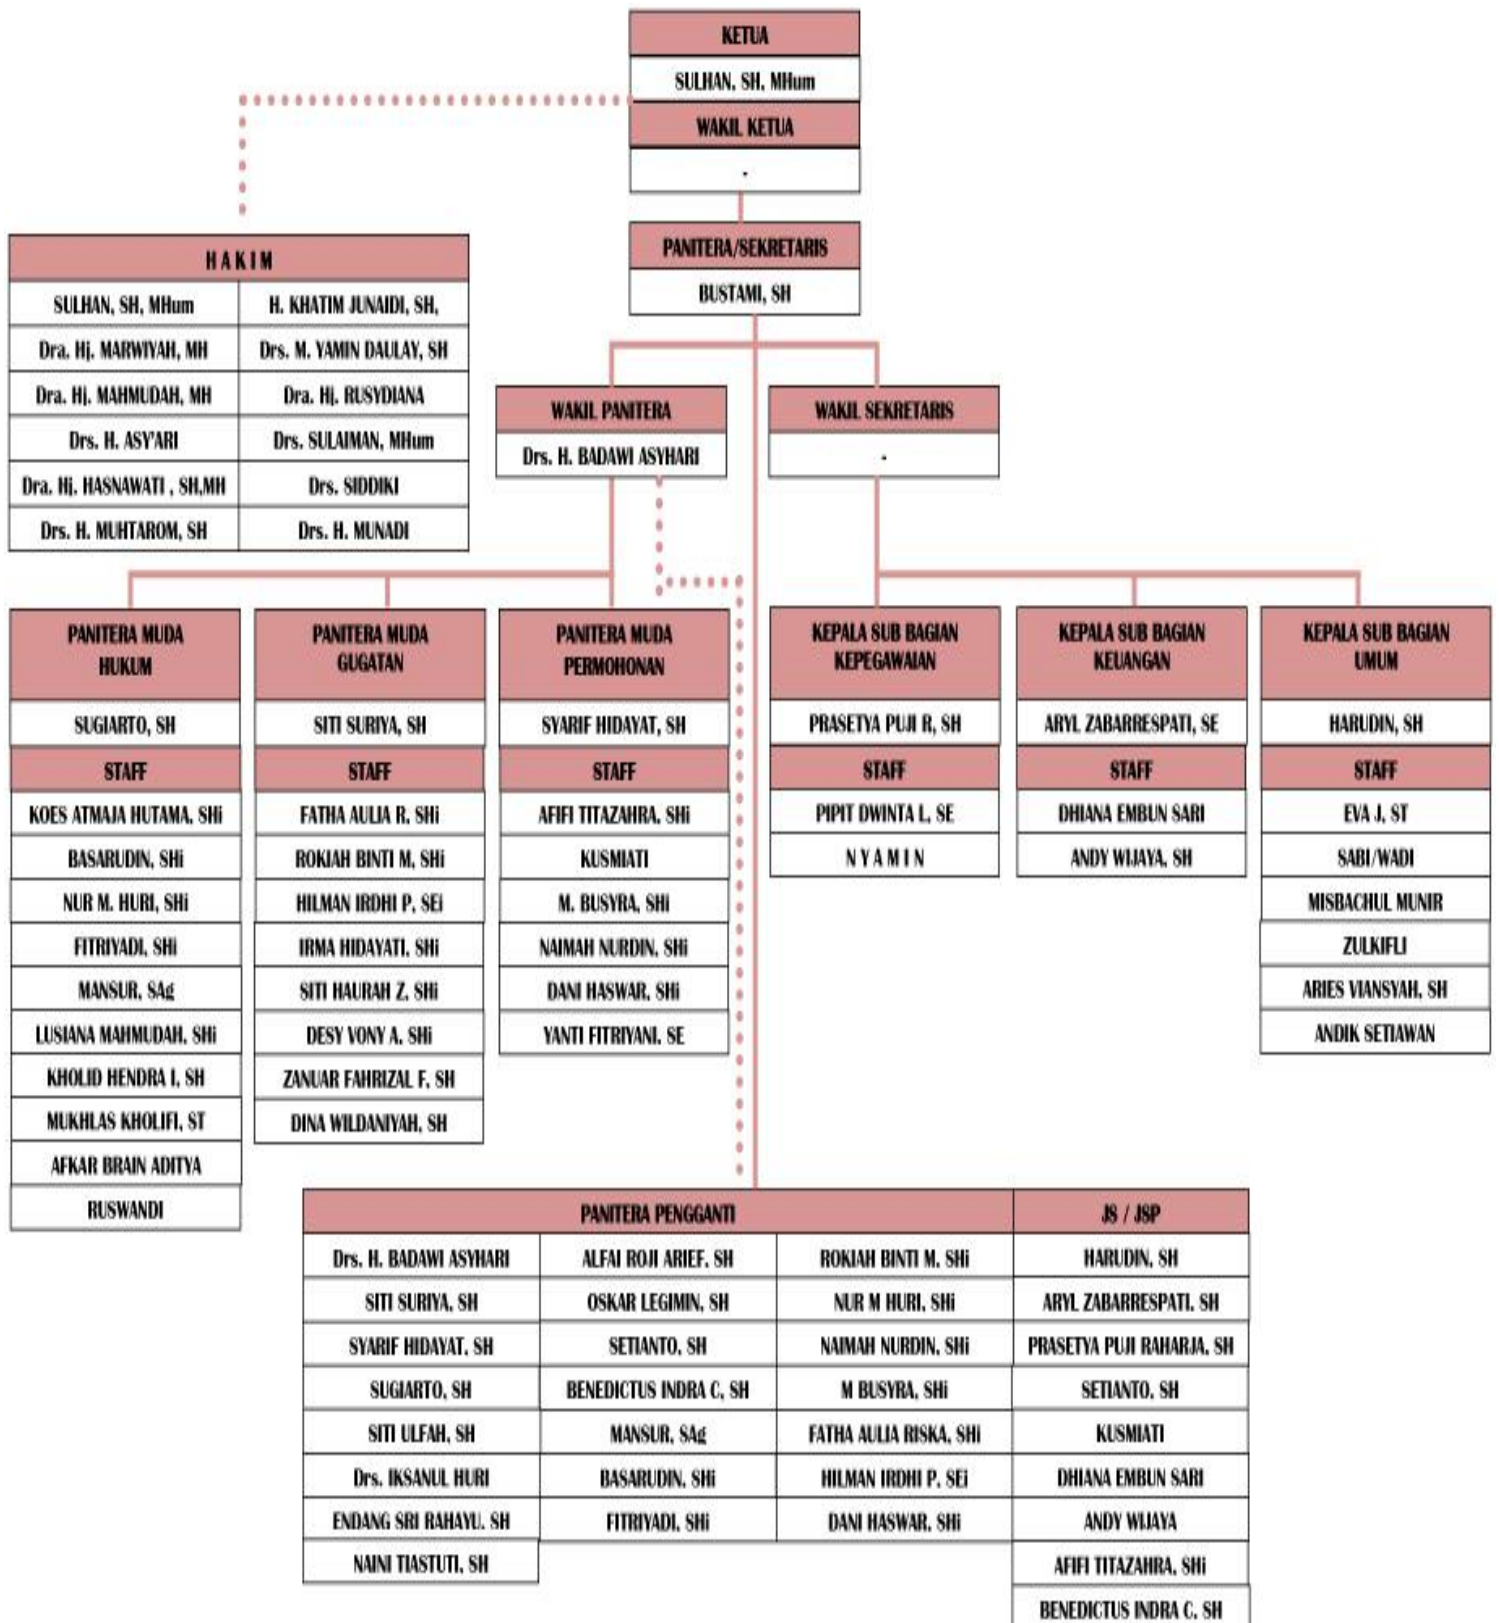 KETUA
SULHAN, SH, MHum
WAKIL KETUA
-
PANITERA/SEKRETARIS
BUSTAMI, SH
HAKIM
SULHAN, SH, MHum
H. KHATIM JUNAIDI, SH,
Dra. Hj. MARWIYAH, MH
Drs. M. YAMIN DAULAY, SH
Dra. Hj. MAHMUDAH, MH
Dra. Hj. RUSYDIANA
Drs. H. ASY'ARI
Drs. SULAIMAN, MHum
Dra. Hj. HASNAWATI , SH,MH
Drs. SIDDIKI
Drs. H. MUHTAROM, SH
Drs. H. MUNADI
WAKIL PANITERA
Drs. H. BADAWI ASYHARI
WAKIL SEKRETARIS
-
PANITERA MUDA
HUKUM
SUGIARTO, SH
STAFF
KOES ATMAJA HUTAMA, SHi
BASARUDIN, SHi
NUR M. HURI, SHi
FITRIYADI, SHi
MANSUR, SAg
LUSIANA MAHMUDAH, SHi
KHOLID HENDRA I, SH
MUKHLAS KHOLIFI, ST
AFKAR BRAIN ADITYA
RUSWANDI
PANITERA MUDA
GUGATAN
SITI SURIYA, SH
STAFF
FATHA AULIA R, SHi
ROKIAH BINTI M, SHi
HILMAN IRDHI P, SEi
IRMA HIDAYATI, SHi
SITI HAURAH Z, SHi
DESY VONY A, SHi
ZANUAR FAHRIZAL F, SH
DINA WILDANIYAH, SH
PANITERA MUDA
PERMOHONAN
SYARIF HIDAYAT, SH
STAFF
AFIFI TITAZAHRA, SHi
KUSMIATI
M. BUSYRA, SHi
NAIMAH NURDIN, SHi
DANI HASWAR, SHi
YANTI FITRIYANI, SE
KEPALA SUB BAGIAN
KEPEGAWAIAN
PRASETYA PUJI R, SH
STAFF
PIPIT DWINTA L, SE
N Y A M I N
KEPALA SUB BAGIAN
KEUANGAN
ARYL ZABARRESPATI, SE
STAFF
DHIANA EMBUN SARI
ANDY WIJAYA, SH
KEPALA SUB BAGIAN
UMUM
HARUDIN, SH
STAFF
EVA J, ST
SABI/WADI
MISBACHUL MUNIR
ZULKIFLI
ARIES VIANSYAH, SH
ANDIK SETIAWAN
PANITERA PENGGANTI
Drs. H. BADAWI ASYHARI
SITI SURIYA, SH
SYARIF HIDAYAT, SH
SUGIARTO, SH
SITI ULFAH, SH
Drs. IKSANUL HURI
ENDANG SRI RAHAYU, SH
NAINI TIASTUTI, SH
ALFAI ROJI ARIEF, SH
OSKAR LEGIMIN, SH
SETIANTO, SH
BENEDICTUS INDRA C, SH
MANSUR, SAg
BASARUDIN, SHi
FITRIYADI, SHi
ROKIAH BINTI M, SHi
NUR M HURI, SHi
NAIMAH NURDIN, SHi
M BUSYRA, SHi
FATHA AULIA RISKA, SHi
HILMAN IRDHI P, SEi
DANI HASWAR, SHi
JS / JSP
HARUDIN, SH
ARYL ZABARRESPATI, SH
PRASETYA PUJI RAHARJA, SH
SETIANTO, SH
KUSMIATI
DHIANA EMBUN SARI
ANDY WIJAYA
AFIFI TITAZAHRA, SHi
BENEDICTUS INDRA C, SH